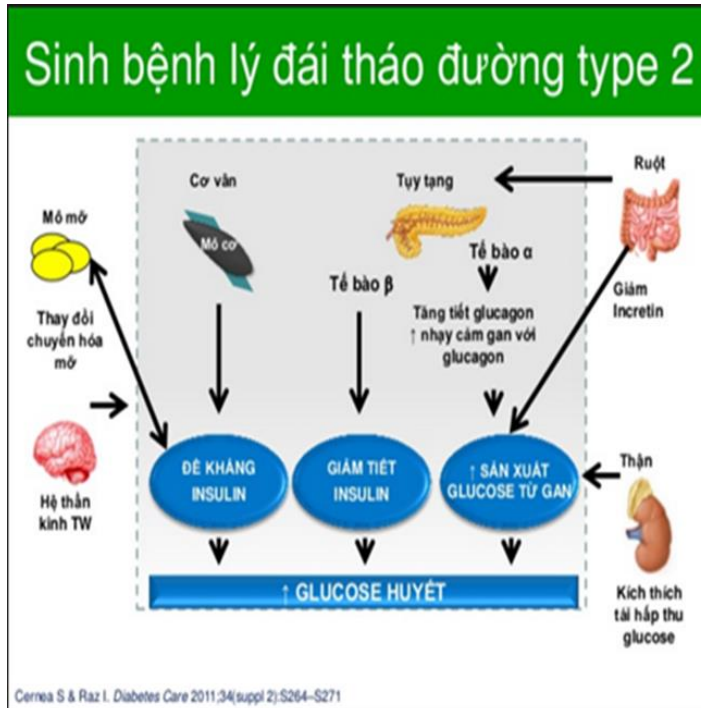 Sinh bệnh lý đái tháo đường type 2
Cơ vân
Tụy tạng
Ruột
Mô mỡ
Mô cơ
Tế bào α
Tế bào β
Giảm
Incretin
Thay đổi
chuyển hóa
mỡ
Tăng tiết glucagon
↑ nhạy cảm gan với
glucagon
Hệ thần
kinh TW
ĐỀ KHÁNG
INSULIN
GIẢM TIẾT
INSULIN
↑ SẢN XUẤT
GLUCOSE TỪ GAN
Thận
Kích thích
tái hấp thu
glucose
↑ GLUCOSE HUYẾT
Cernea S & Raz I. Diabetes Care 2011;34(suppl 2):S264–S271